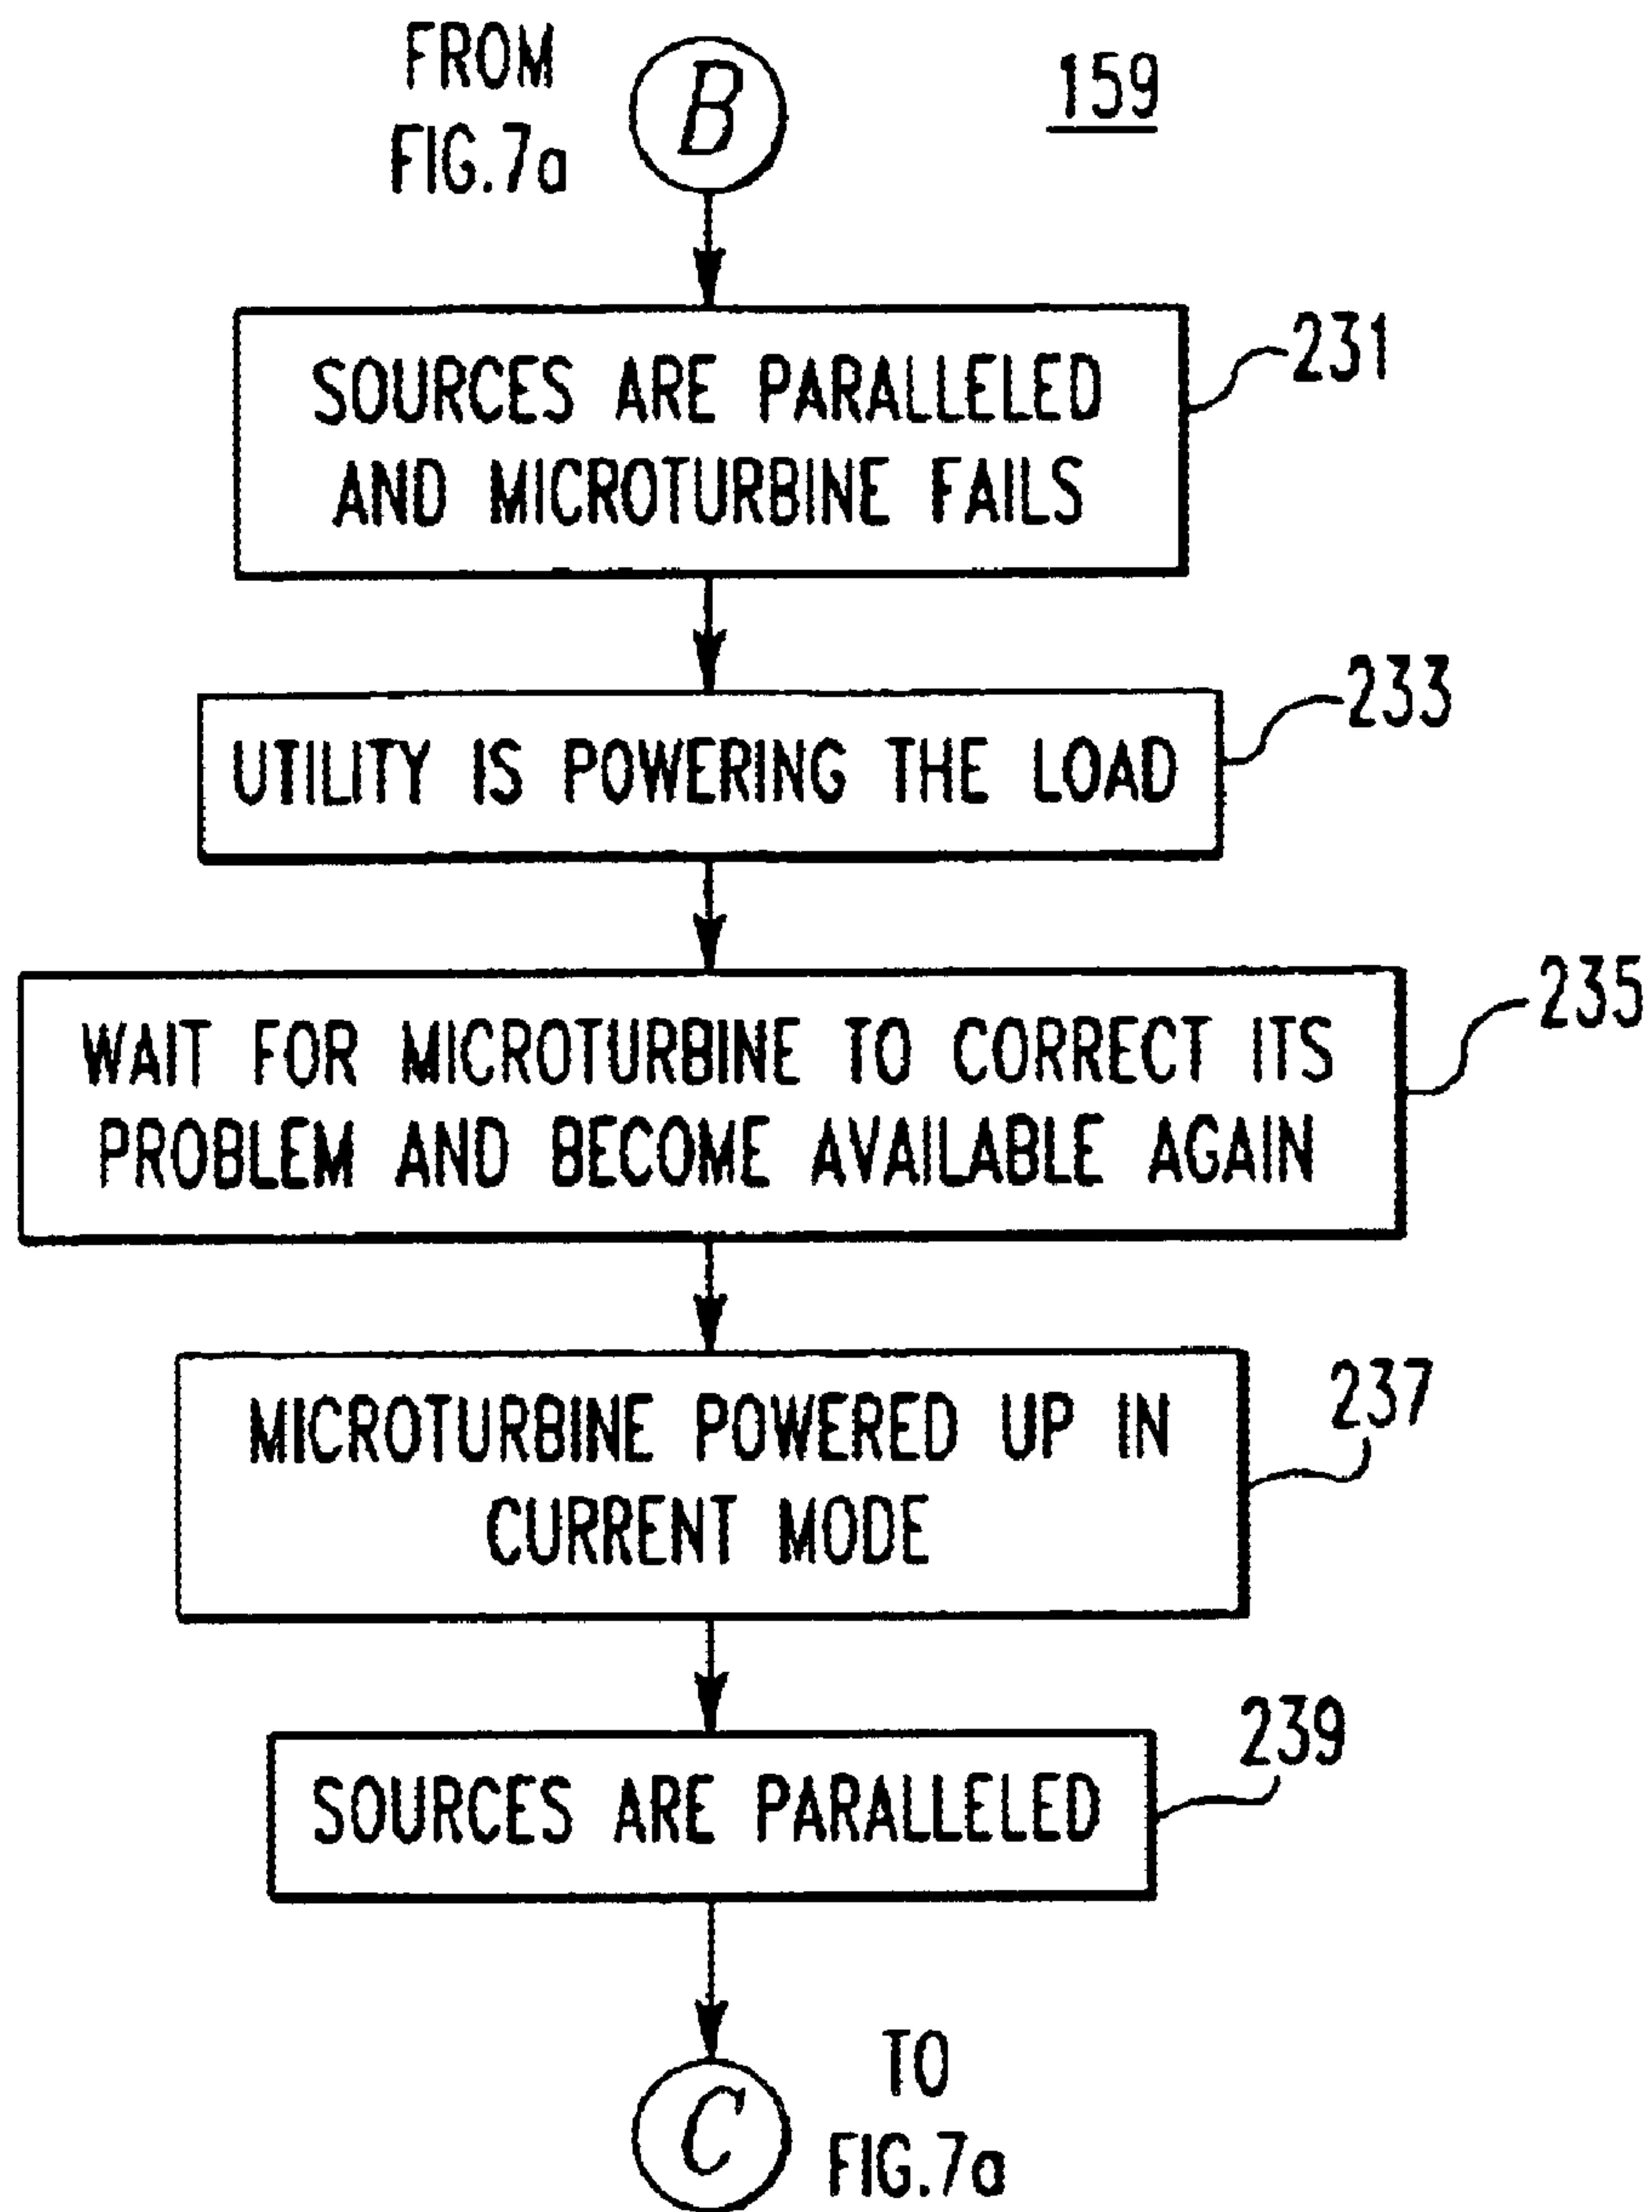 FROM
FIG.7a
B
159
SOURCES ARE PARALLELED
AND MICROTURBINE FAILS
231
UTILITY IS POWERING THE LOAD
233
WAIT FOR MICROTURBINE TO CORRECT ITS
PROBLEM AND BECOME AVAILABLE AGAIN
235
MICROTURBINE POWERED UP IN
CURRENT MODE
237
SOURCES ARE PARALLELED
239
C
TO
FIG.7a